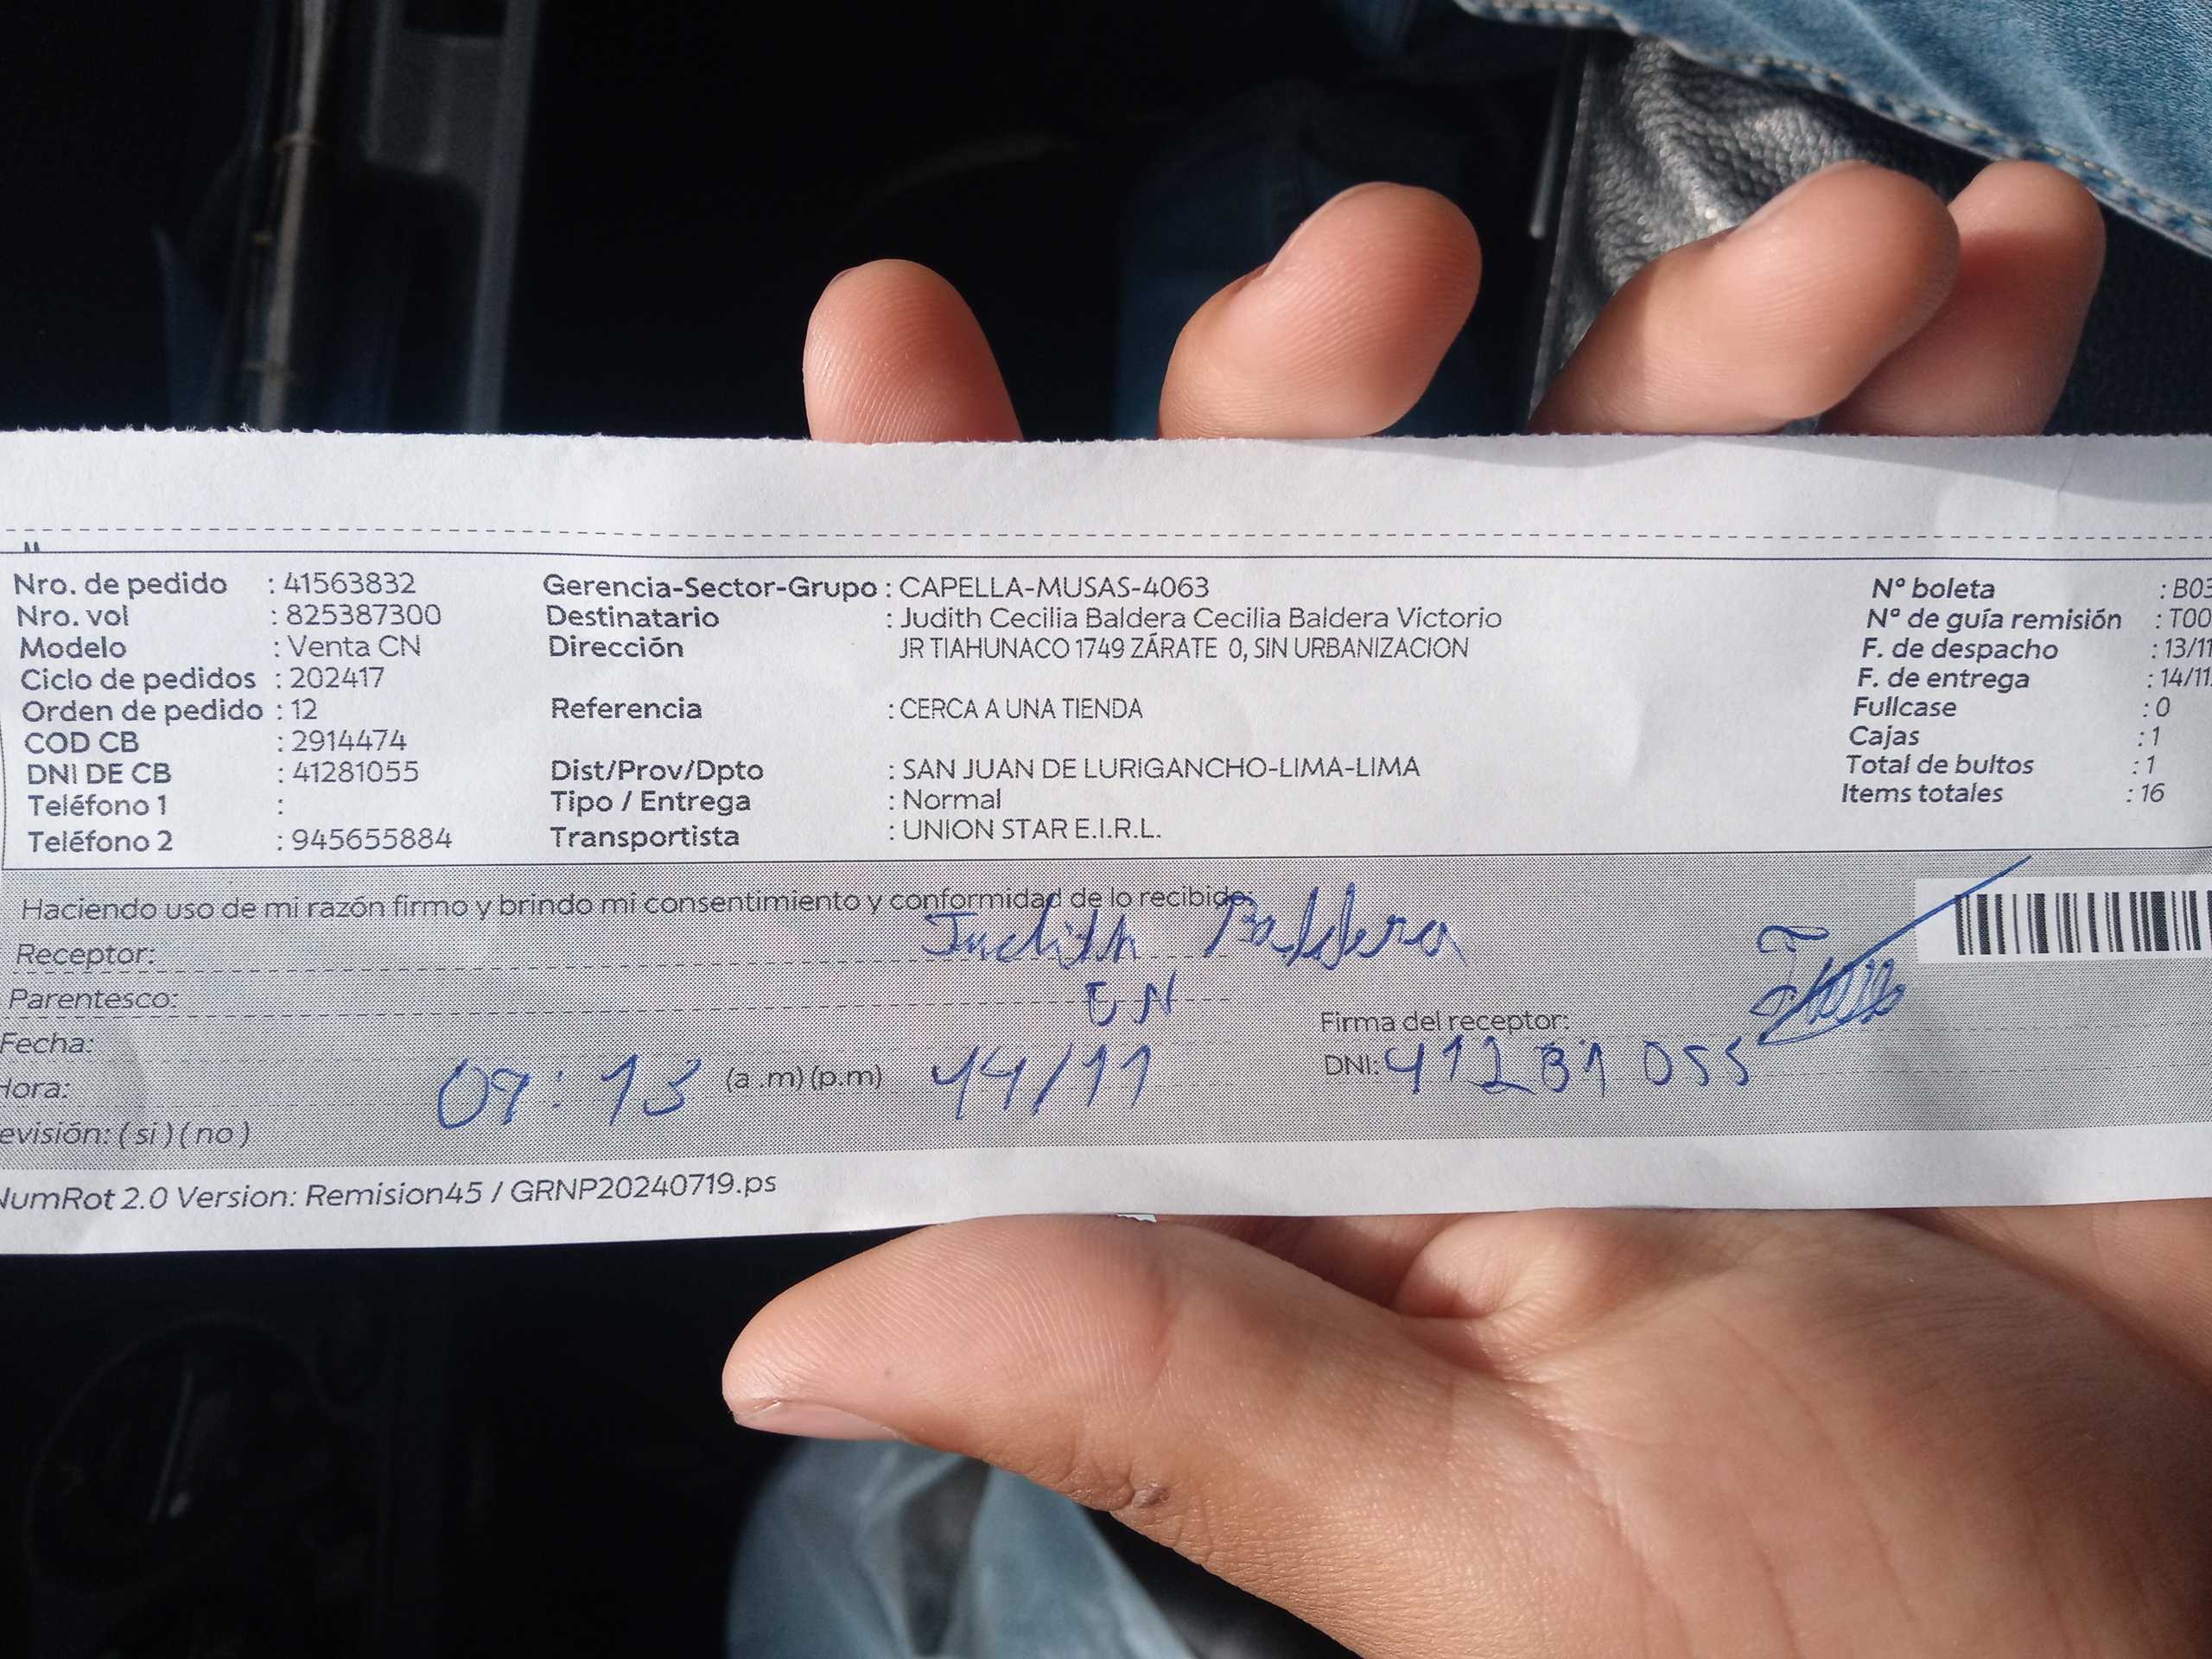 Nro. de pedido : 41563832 Gerencia-Sector-Grupo : CAPELLA-MUSAS-4063 Nº boleta : B03
Nro. vol : 825387300 Destinatario : Judith Cecilia Baldera Cecilia Baldera Victorio Nº de guía remisión : T00
Modelo : Venta CN Dirección JR TIAHUNACO 1749 ZÁRATE 0, SIN URBANIZACION F. de despacho : 13/11
Ciclo de pedidos : 202417 F. de entrega : 14/11
Orden de pedido : 12 Referencia : CERCA A UNA TIENDA Fullcase : 0
COD CB : 2914474 Cajas : 1
DNI DE CB : 41281055 Dist/Prov/Dpto : SAN JUAN DE LURIGANCHO-LIMA-LIMA Total de bultos : 1
Teléfono 1 : Tipo / Entrega : Normal Items totales : 16
Teléfono 2 : 945655884 Transportista : UNION STAR E.I.R.L.
Haciendo uso de mi razón firmo y brindo mi consentimiento y conformidad de lo recibido:
Receptor: Judith Baldera
Parentesco:
Firma del receptor:
Fecha: 14/11
Hora: 09:13 (a .m) (p.m) DNI:
evisión: ( si ) ( no )
NumRot 2.0 Version: Remision45 / GRNP20240719.ps